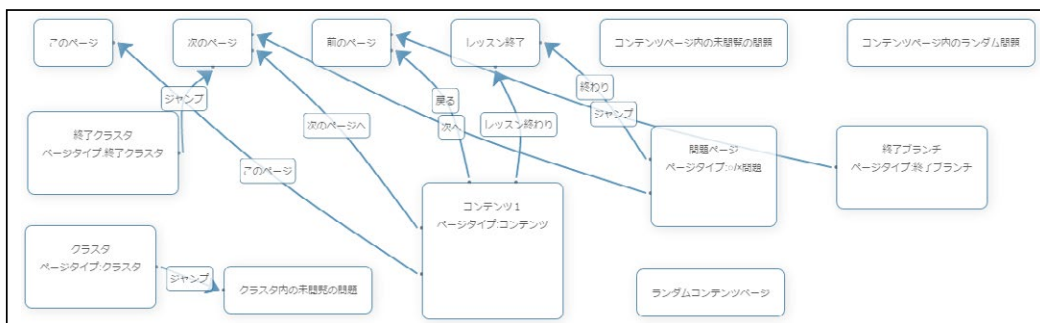 このページ
次のページ
前のページ
レッスン終了
コンテンツページ内の未閲覧の問題
コンテンツページ内のランダム問題
ジャンプ
戻る
終わり
ジャンプ
次のページへ
次へ
レッスン終わり
終了クラスタ
ページタイプ:終了クラスタ
問題ページ
ページタイプ:○/×問題
終了ブランチ
ページタイプ:終了ブランチ
このページ
コンテンツ1
ページタイプ:コンテンツ
クラスタ
ページタイプ:クラスタ
ジャンプ
クラスタ内の未閲覧の問題
ランダムコンテンツページ